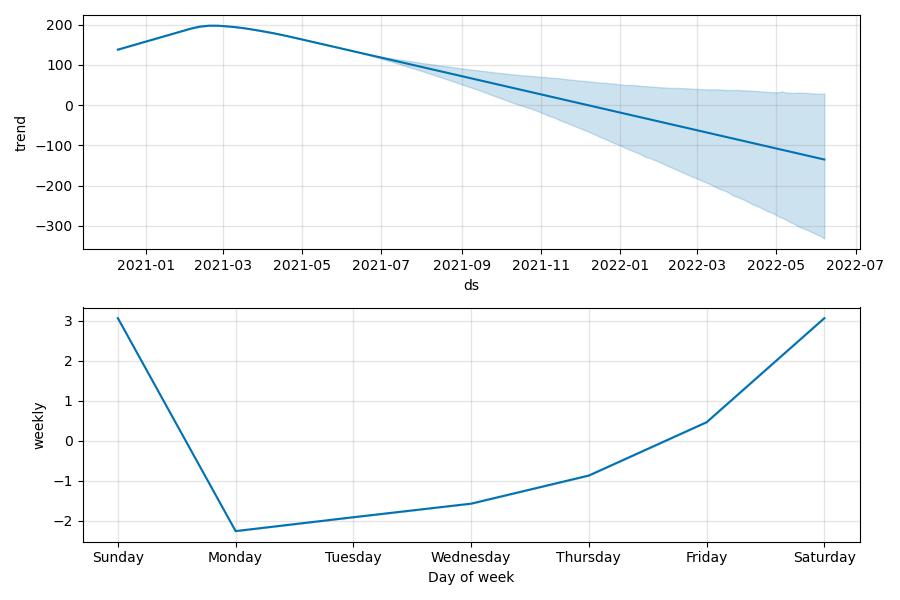 200
100
0
−100
−200
−300
trend
2021-01 2021-03 2021-05 2021-07 2021-09 2021-11 2022-01 2022-03 2022-05 2022-07
ds
3
2
1
0
−1
−2
weekly
Sunday Monday Tuesday Wednesday Thursday Friday Saturday
Day of week